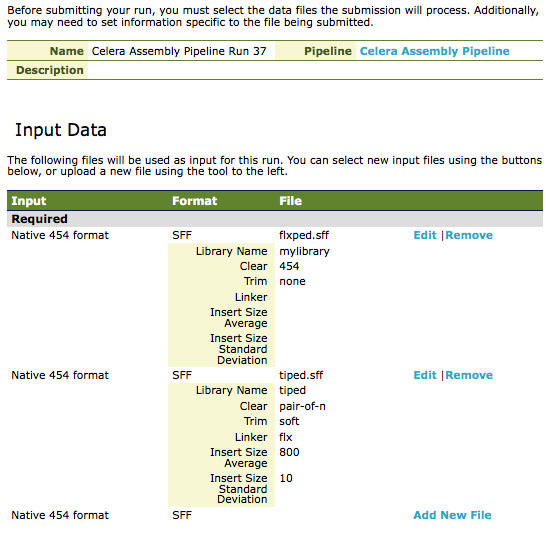 Before submitting your run, you must select the data files the submission will process. Additionally,
you may need to set information specific to the file being submitted.
Name Celera Assembly Pipeline Run 37 Pipeline Celera Assembly Pipeline
Description
Input Data
The following files will be used as input for this run. You can select new input files using the buttons
below, or upload a new file using the tool to the left.
Input Format File
Required
Native 454 format SFF flxped.sff Edit |Remove
Library Name mylibrary
Clear 454
Trim none
Linker
Insert Size
Average
Insert Size
Standard
Deviation
Native 454 format SFF tiped.sff Edit |Remove
Library Name tiped
Clear pair-of-n
Trim soft
Linker flx
Insert Size 800
Average
Insert Size 10
Standard
Deviation
Native 454 format SFF Add New File